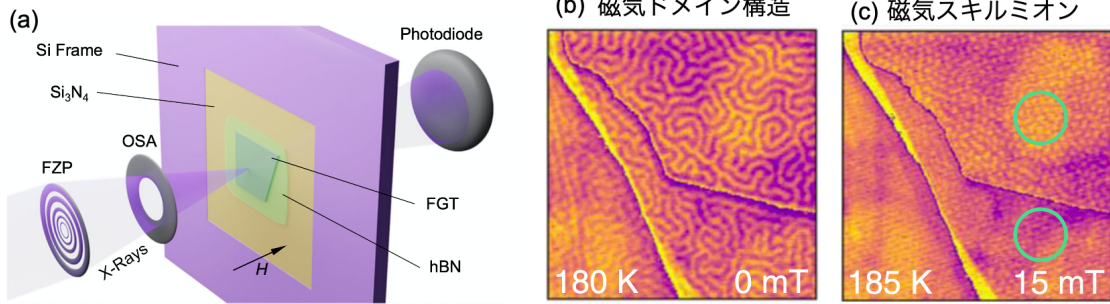 (a)
Si Frame
Si₃N₄
OSA
FZP
X-Rays
H
Photodiode
FGT
hBN
(b) 磁気ドメイン構造
180 K
0 mT
(c) 磁気スキルミオン
185 K
15 mT